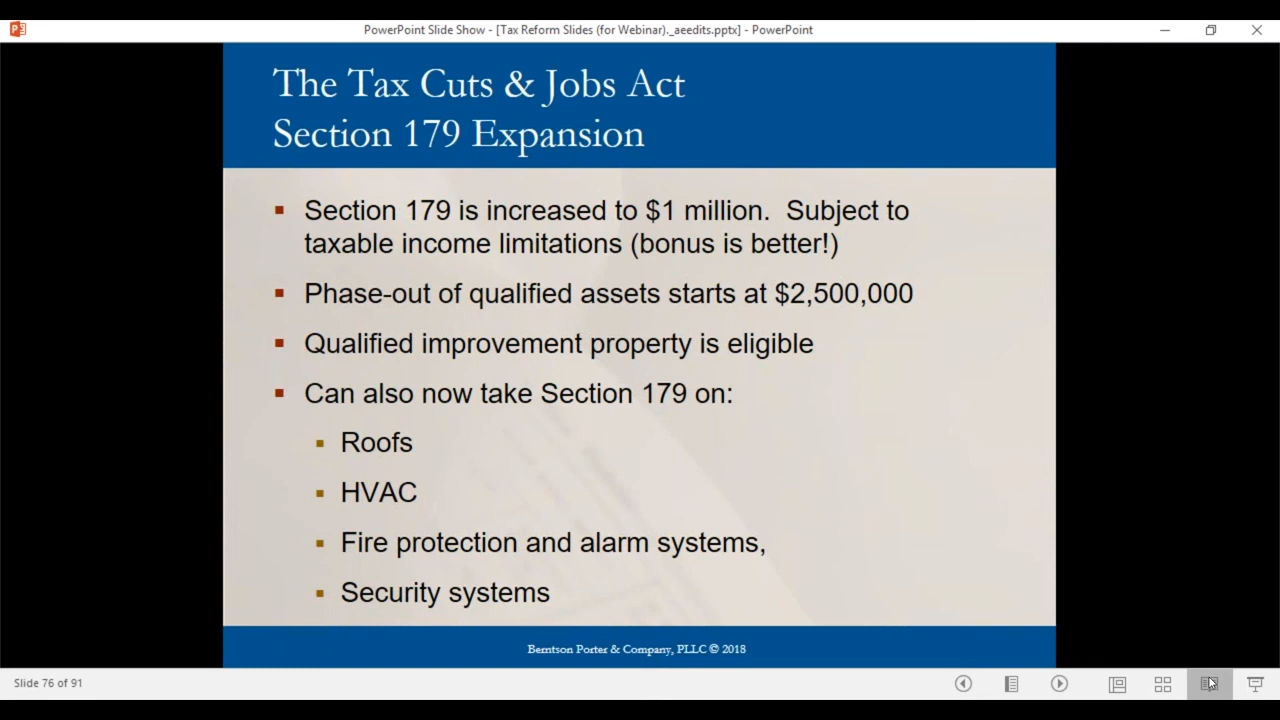 PowerPoint Slide Show - [Tax Reform Slides (for Webinar)._aeedits.pptx] - PowerPoint
The Tax Cuts & Jobs Act
Section 179 Expansion
Section 179 is increased to $1 million. Subject to
taxable income limitations (bonus is better!)
Phase-out of qualified assets starts at $2,500,000
Qualified improvement property is eligible
Can also now take Section 179 on:
Roofs
HVAC
Fire protection and alarm systems,
Security systems
Berntson Porter & Company, PLLC © 2018
Slide 76 of 91